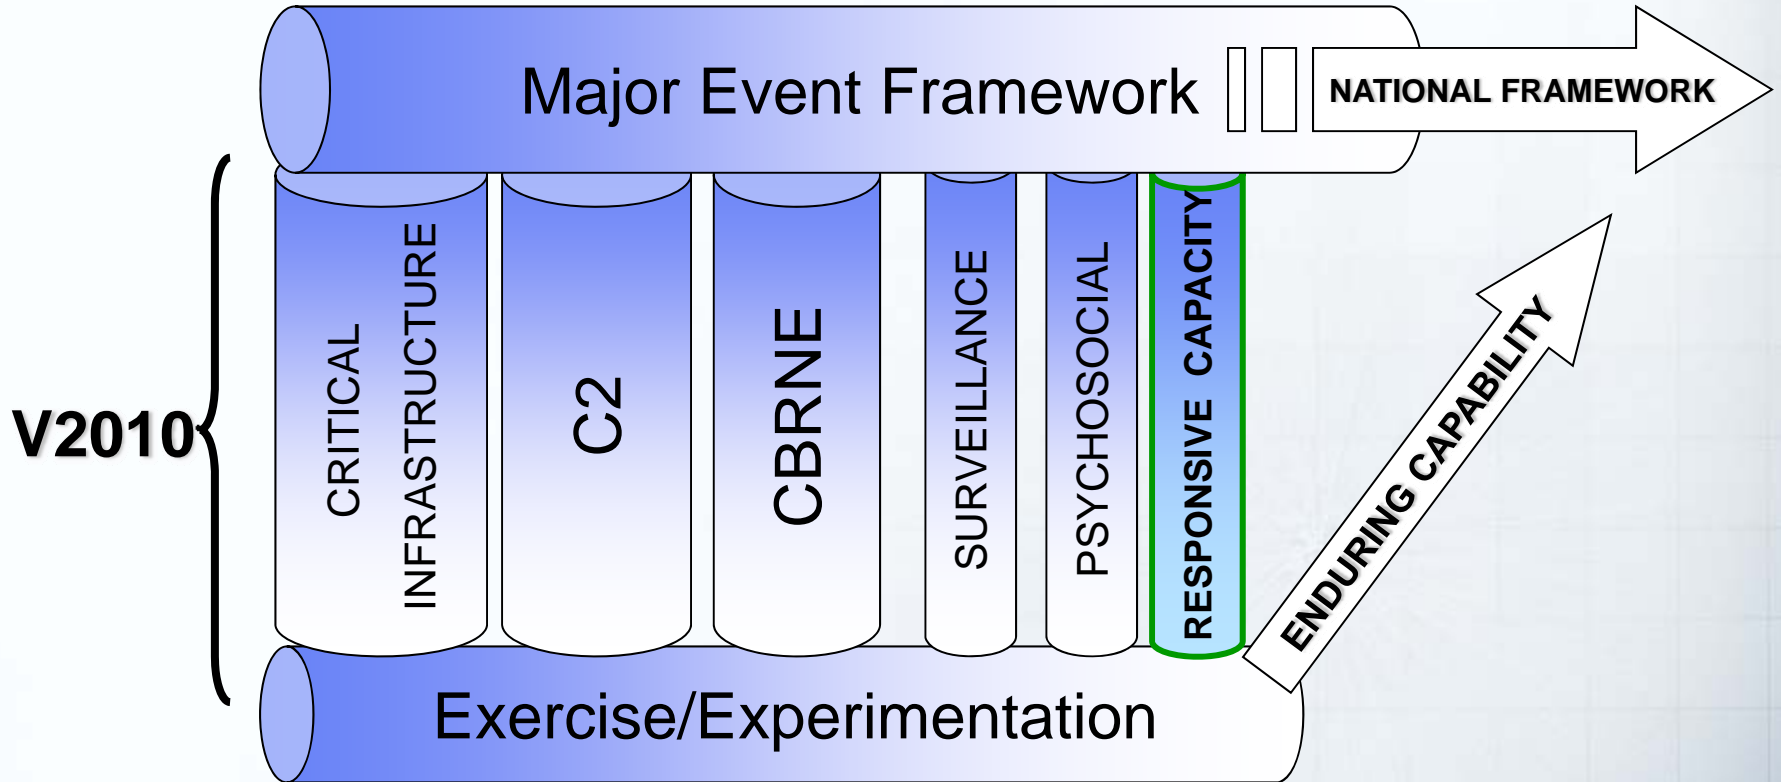 Major Event Framework
NATIONAL FRAMEWORK
V2010
CRITICAL
INFRASTRUCTURE
C2
CBRNE
SURVEILLANCE
PSYCHOSOCIAL
RESPONSIVE CAPACITY
ENDURING CAPABILITY
Exercise/Experimentation